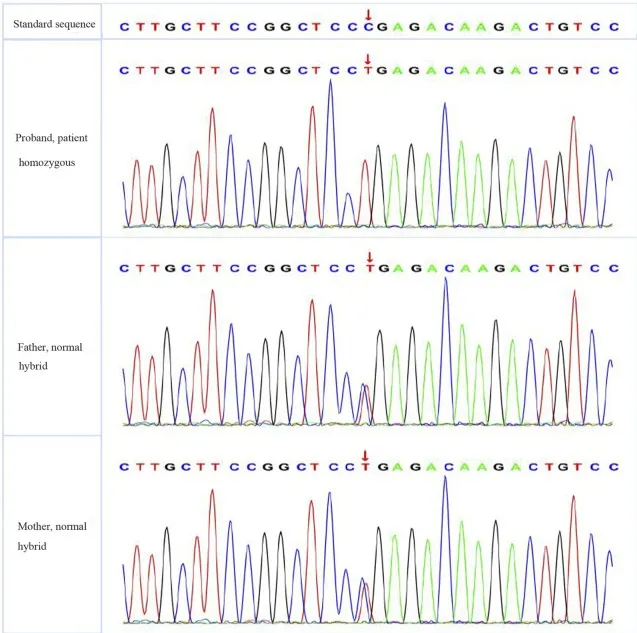 Standard sequence
C T T G C T T C C G G C T C C C G A G A C A A G A C T G T C C
Proband, patient
homozygous
C T T G C T T C C G G C T C C T G A G A C A A G A C T G T C C
Father, normal
hybrid
C T T G C T T C C G G C T C C T G A G A C A A G A C T G T C C
Mother, normal
hybrid
C T T G C T T C C G G C T C C T G A G A C A A G A C T G T C C